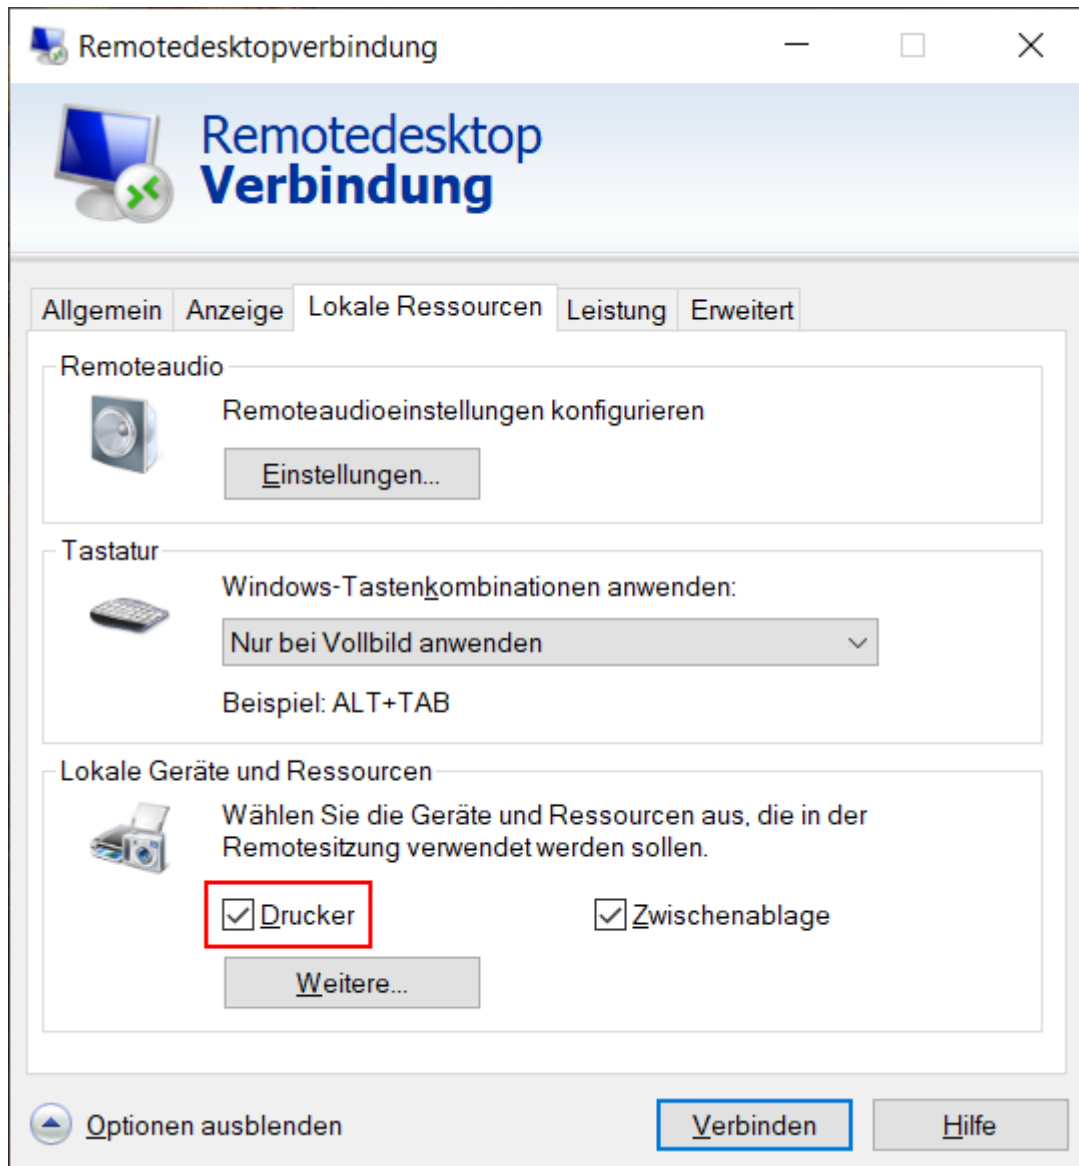 Remotedesktopverbindung
Remotedesktop
Verbindung
Allgemein Anzeige Lokale Ressourcen Leistung Erweitert
Remoteaudio
Remoteaudioeinstellungen konfigurieren
Einstellungen...
Tastatur
Windows-Tastenkombinationen anwenden:
Nur bei Vollbild anwenden
Beispiel: ALT+TAB
Lokale Geräte und Ressourcen
Wählen Sie die Geräte und Ressourcen aus, die in der
Remotesitzung verwendet werden sollen.
Drucker Zwischenablage
Weitere...
Optionen ausblenden Verbinden Hilfe